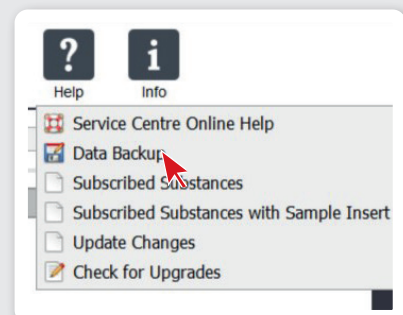 Help Info
Service Centre Online Help
Data Backup
Subscribed Substances
Subscribed Substances with Sample Insert
Update Changes
Check for Upgrades